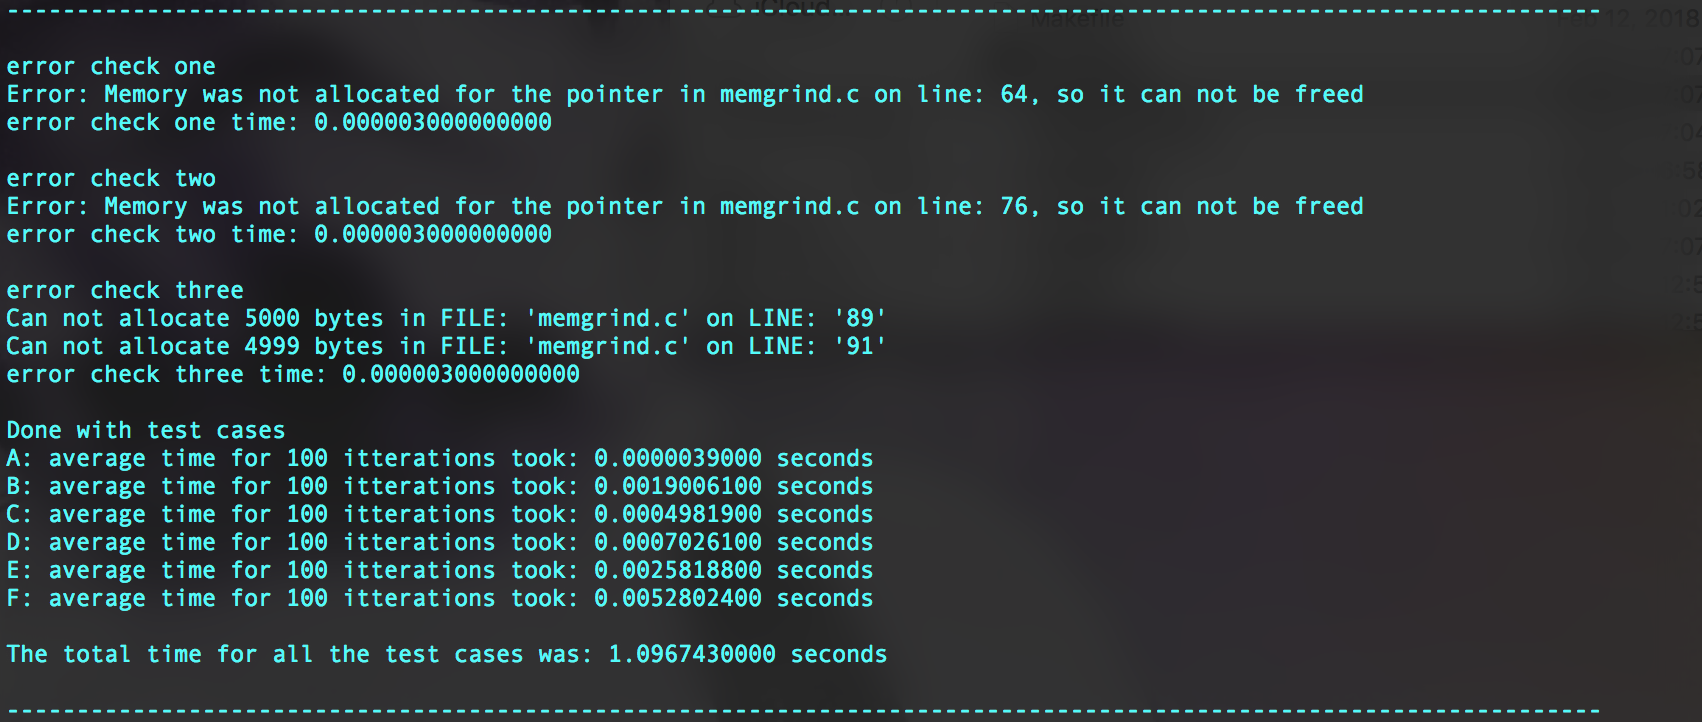 iCloud...
Makefile
Feb 12, 2018
--------------------------------------------------------------------------------------------------------------------
error check one
Error: Memory was not allocated for the pointer in memgrind.c on line: 64, so it can not be freed
error check one time: 0.000003000000000
error check two
Error: Memory was not allocated for the pointer in memgrind.c on line: 76, so it can not be freed
error check two time: 0.000003000000000
error check three
Can not allocate 5000 bytes in FILE: 'memgrind.c' on LINE: '89'
Can not allocate 4999 bytes in FILE: 'memgrind.c' on LINE: '91'
error check three time: 0.000003000000000
Done with test cases
A: average time for 100 itterations took: 0.0000039000 seconds
B: average time for 100 itterations took: 0.0019006100 seconds
C: average time for 100 itterations took: 0.0004981900 seconds
D: average time for 100 itterations took: 0.0007026100 seconds
E: average time for 100 itterations took: 0.0025818800 seconds
F: average time for 100 itterations took: 0.0052802400 seconds
The total time for all the test cases was: 1.0967430000 seconds
--------------------------------------------------------------------------------------------------------------------